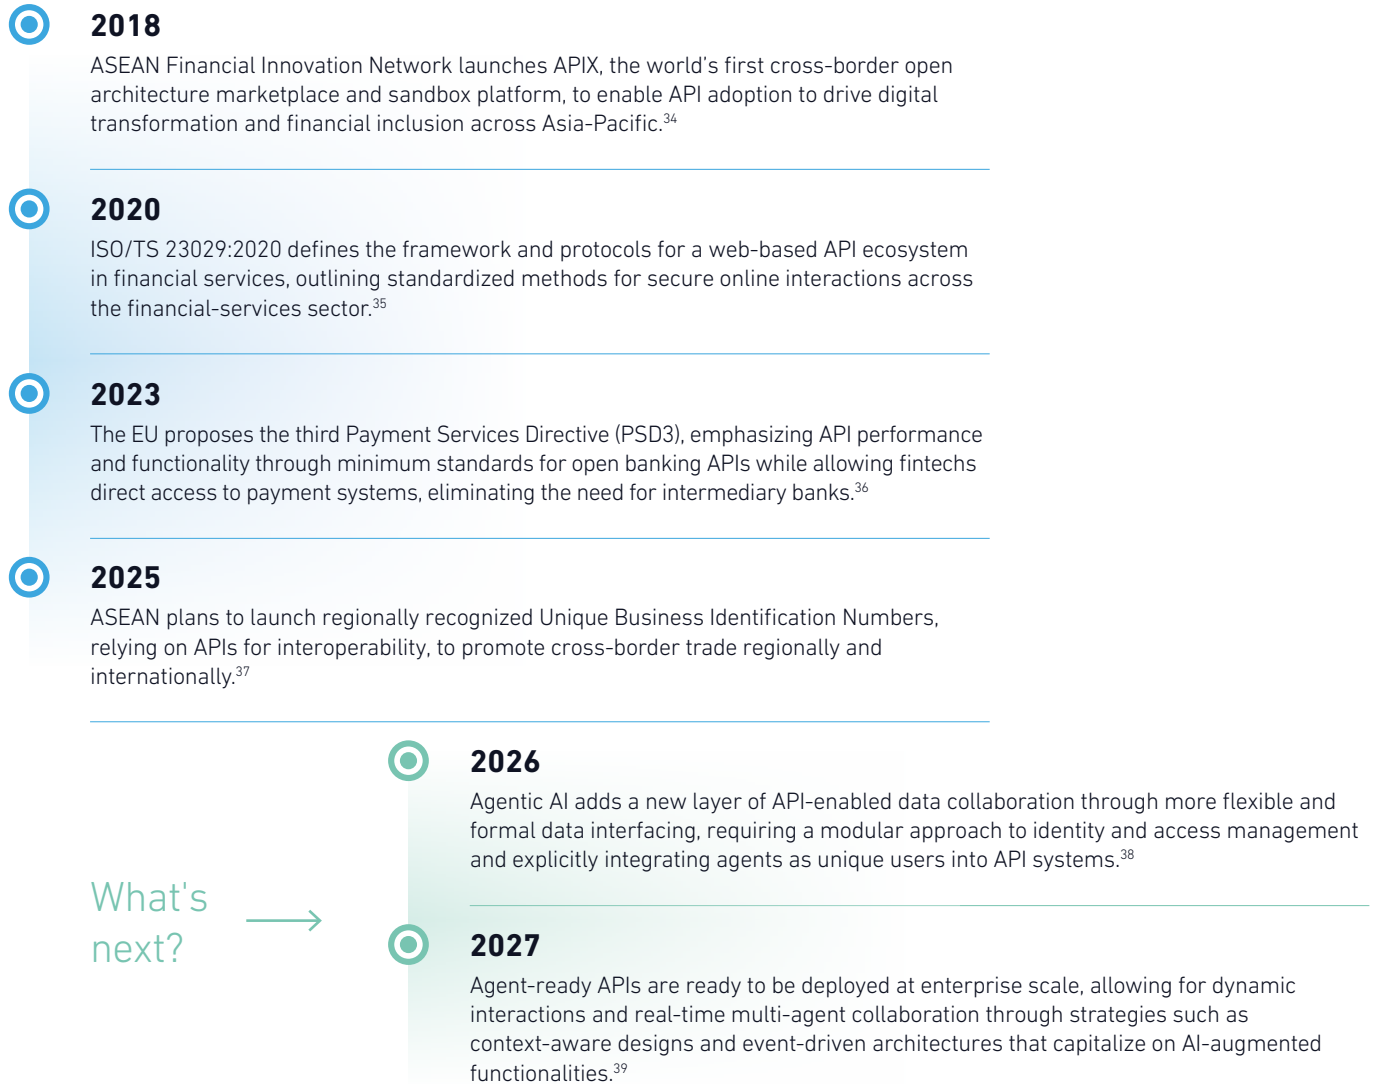 2018
ASEAN Financial Innovation Network launches APIX, the world’s first cross-border open
architecture marketplace and sandbox platform, to enable API adoption to drive digital
transformation and financial inclusion across Asia-Pacific.34
2020
ISO/TS 23029:2020 defines the framework and protocols for a web-based API ecosystem
in financial services, outlining standardized methods for secure online interactions across
the financial-services sector.35
2023
The EU proposes the third Payment Services Directive (PSD3), emphasizing API performance
and functionality through minimum standards for open banking APIs while allowing fintechs
direct access to payment systems, eliminating the need for intermediary banks.36
2025
ASEAN plans to launch regionally recognized Unique Business Identification Numbers,
relying on APIs for interoperability, to promote cross-border trade regionally and
internationally.37
What's
next?
2026
Agentic AI adds a new layer of API-enabled data collaboration through more flexible and
formal data interfacing, requiring a modular approach to identity and access management
and explicitly integrating agents as unique users into API systems.38
2027
Agent-ready APIs are ready to be deployed at enterprise scale, allowing for dynamic
interactions and real-time multi-agent collaboration through strategies such as
context-aware designs and event-driven architectures that capitalize on AI-augmented
functionalities.39